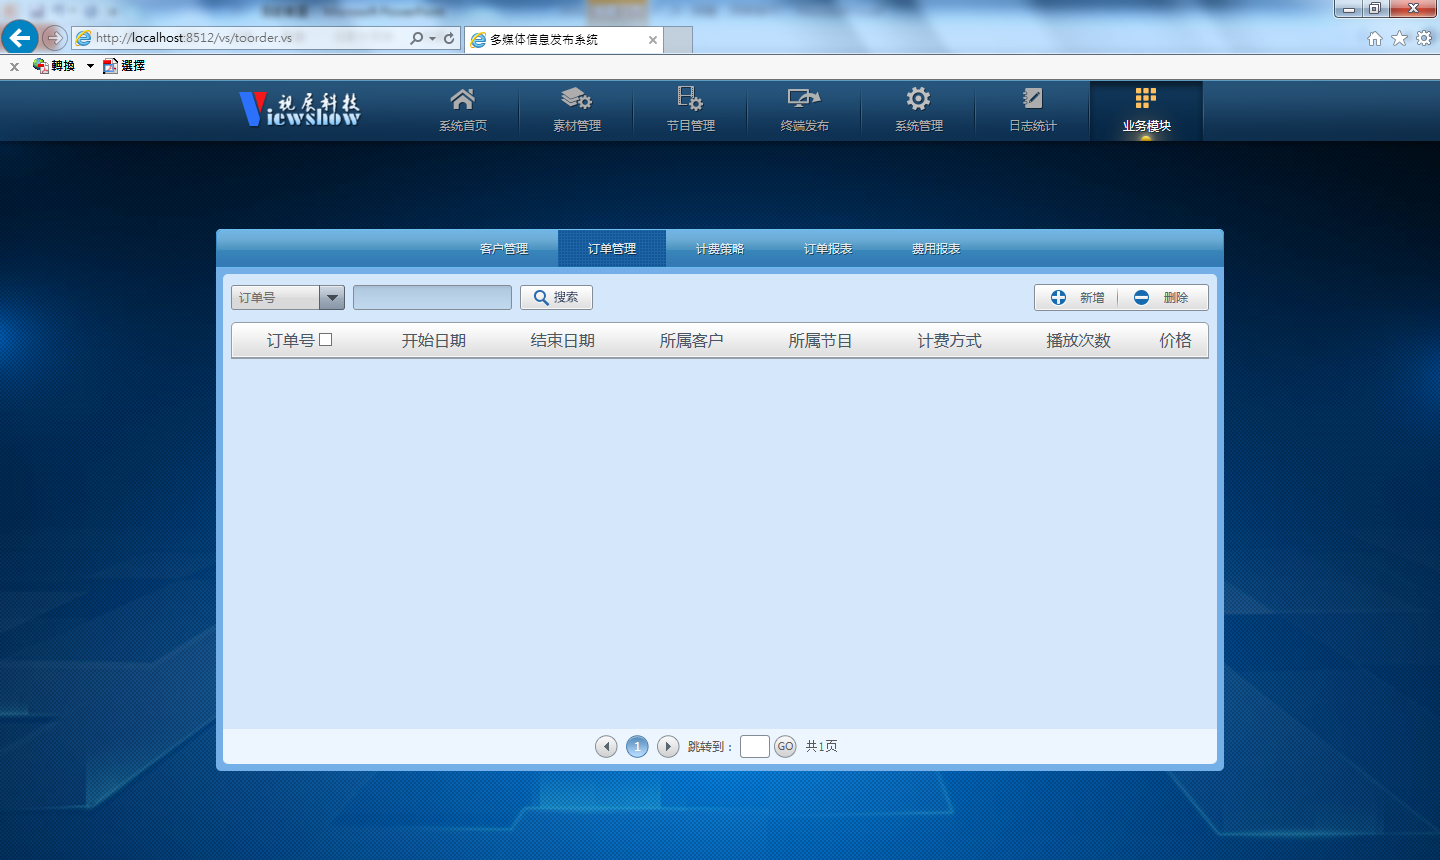 http://localhost:8512/vs/toorder.vs
多媒体信息发布系统
x 轉換 選擇
视展科技
Viewshow
系统首页 素材管理 节目管理 终端发布 系统管理 日志统计 业务模块
客户管理 订单管理 计费策略 订单报表 费用报表
订单号 搜索 新增 删除
订单号 开始日期 结束日期 所属客户 所属节目 计费方式 播放次数 价格
1 跳转到： GO 共1页